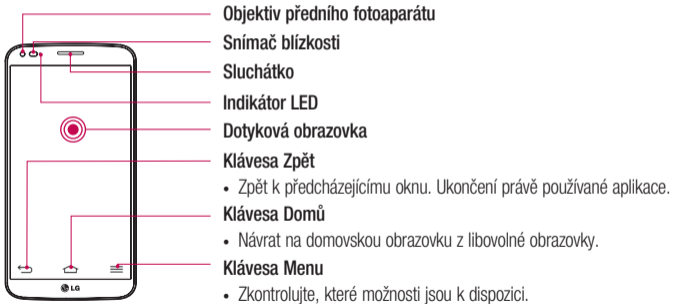 Objektiv předního fotoaparátu
Snímač blízkosti
Sluchátko
Indikátor LED
Dotyková obrazovka
Klávesa Zpět
• Zpět k předcházejícímu oknu. Ukončení právě používané aplikace.
Klávesa Domů
• Návrat na domovskou obrazovku z libovolné obrazovky.
Klávesa Menu
• Zkontrolujte, které možnosti jsou k dispozici.
LG